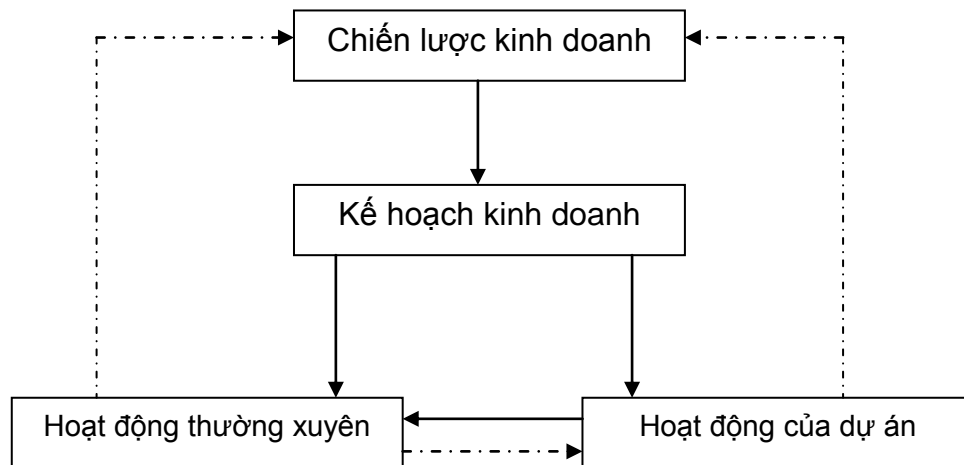 Chiến lược kinh doanh
Kế hoạch kinh doanh
Hoạt động thường xuyên
Hoạt động của dự án